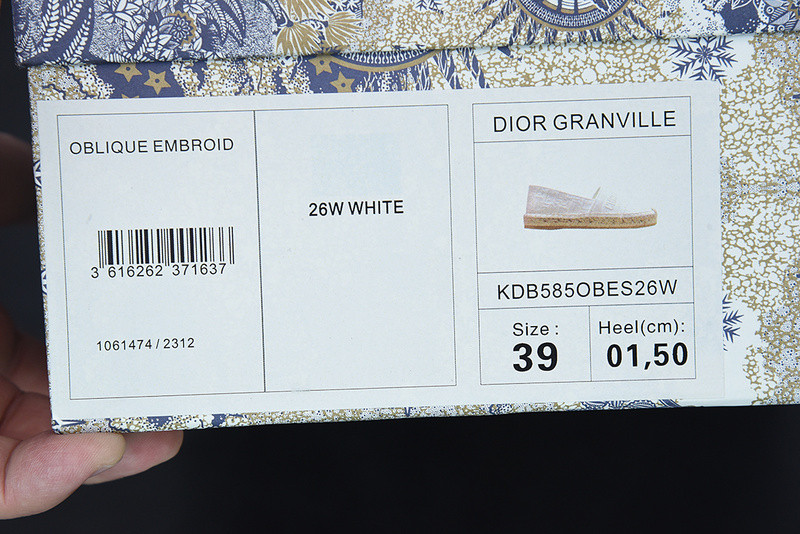 OBLIQUE EMBROID
3 616262 371637
1061474 / 2312
26W WHITE
DIOR GRANVILLE
KDB585OBES26W
Size : Heel(cm):
39 01,50